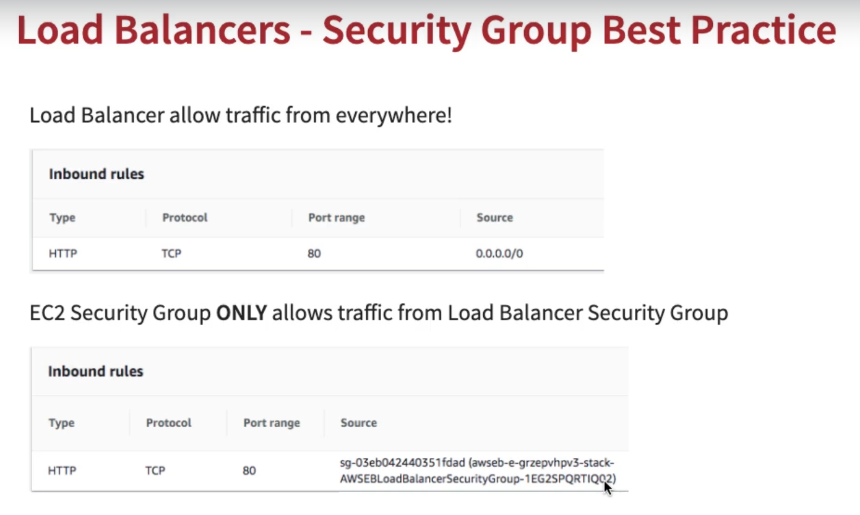 Load Balancers - Security Group Best Practice
Load Balancer allow traffic from everywhere!
Inbound rules
Type Protocol Port range Source
HTTP TCP 80 0.0.0.0/0
EC2 Security Group ONLY allows traffic from Load Balancer Security Group
Inbound rules
Type Protocol Port range Source
HTTP TCP 80 sg-03eb042440351fdad (awseb-e-grzepvhpv3-stack-
AWSEBLoadBalancerSecurityGroup-1EG2SPQRTIQ02)